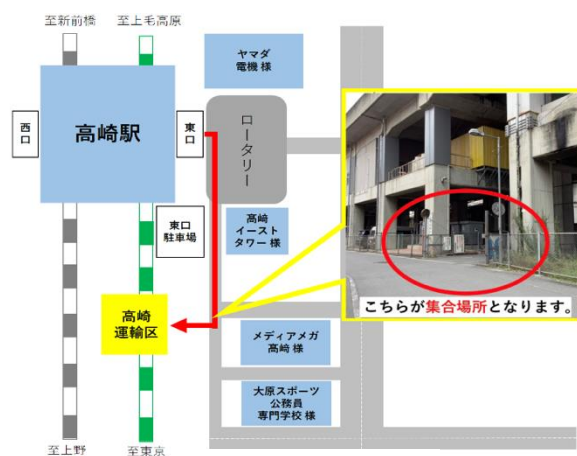 至新前橋
至上毛高原
ヤマダ
電機 様
西口
高崎駅
東口
ロータリー
東口
駐車場
高崎
イースト
タワー 様
こちらが集合場所となります。
高崎
運輸区
メディアメガ
高崎 様
大原スポーツ
公務員
専門学校 様
至上野
至東京